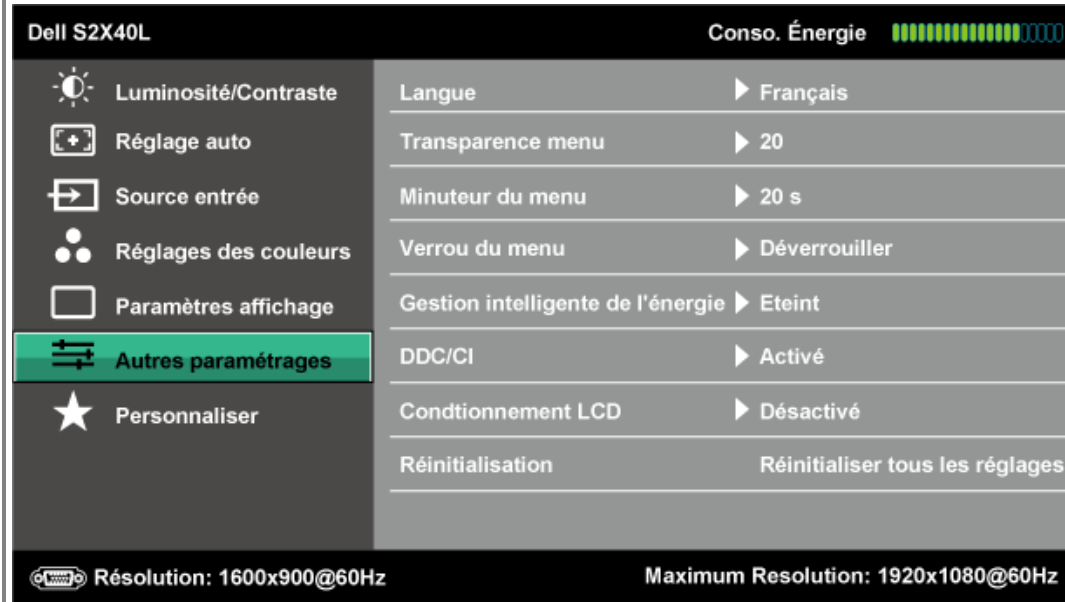 Dell S2X40L
Conso. Énergie
Luminosité/Contraste
Réglage auto
Source entrée
Réglages des couleurs
Paramètres affichage
Autres paramétrages
Personnaliser
Langue Français
Transparence menu 20
Minuteur du menu 20 s
Verrou du menu Déverrouiller
Gestion intelligente de l'énergie Eteint
DDC/CI Activé
Condtionnement LCD Désactivé
Réinitialisation Réinitialiser tous les réglages
Résolution: 1600x900@60Hz
Maximum Resolution: 1920x1080@60Hz